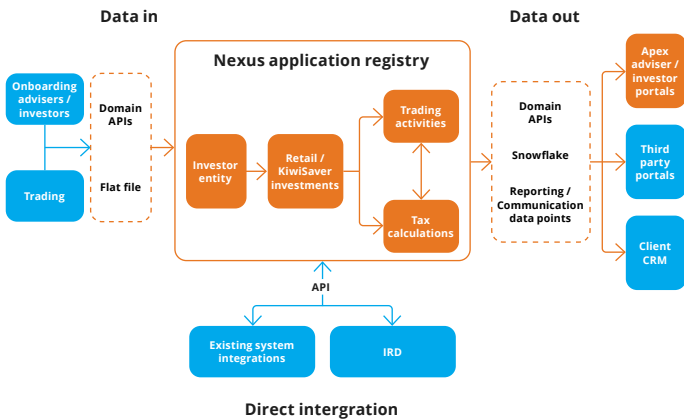 Data in
Data out
Nexus application registry
Onboarding
advisers /
investors
Trading
Domain
APIs
Flat file
Investor
entity
Retail /
KiwiSaver
investments
Trading
activities
Tax
calculations
Domain
APIs
Snowflake
Reporting /
Communication
data points
Apex
adviser /
investor
portals
Third
party
portals
Client
CRM
API
Existing system
integrations
IRD
Direct intergration